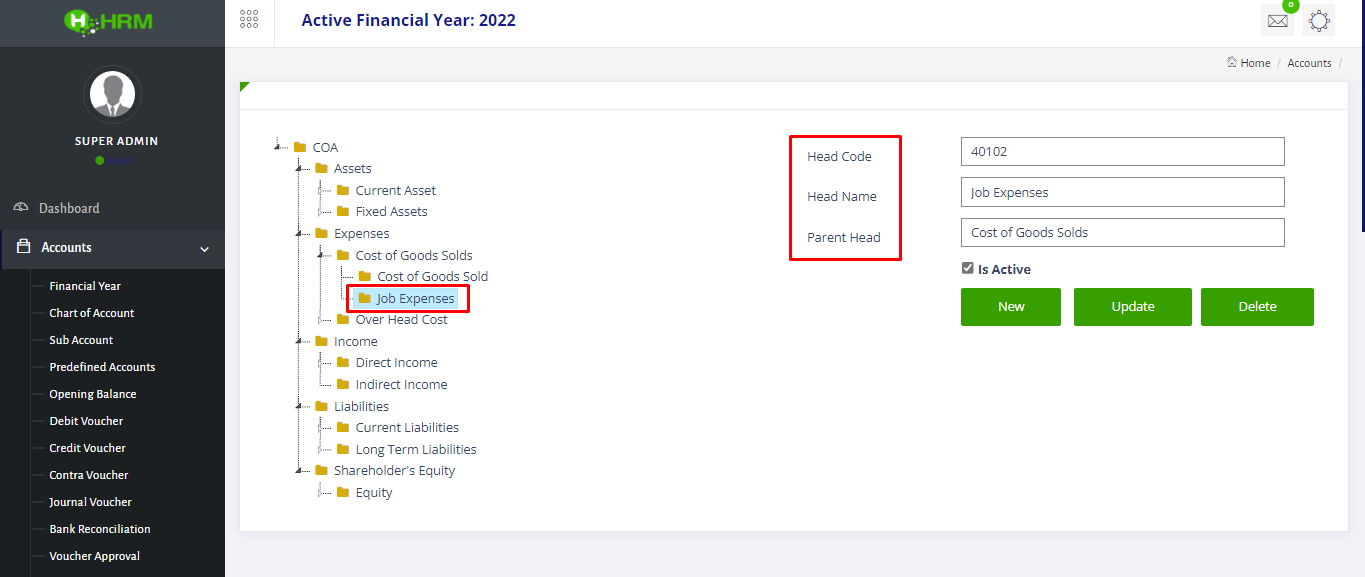 H HRM
Active Financial Year: 2022
0
Home / Accounts /
SUPER ADMIN
Dashboard
Accounts
Financial Year
Chart of Account
Sub Account
Predefined Accounts
Opening Balance
Debit Voucher
Credit Voucher
Contra Voucher
Journal Voucher
Bank Reconciliation
Voucher Approval
COA
Assets
Current Asset
Fixed Assets
Expenses
Cost of Goods Solds
Cost of Goods Sold
Job Expenses
Over Head Cost
Income
Direct Income
Indirect Income
Liabilities
Current Liabilities
Long Term Liabilities
Shareholder's Equity
Equity
Head Code 40102
Head Name Job Expenses
Parent Head Cost of Goods Solds
Is Active
New Update Delete